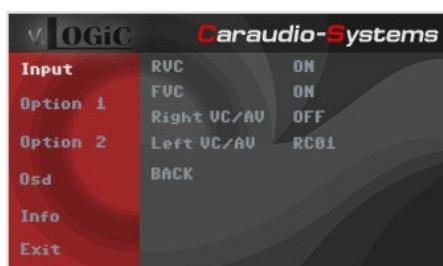 v.LOGiC Caraudio-Systems
Input
Option 1
Option 2
Osd
Info
Exit
RVC ON
FVC ON
Right VC/AV OFF
Left VC/AV RC01
BACK